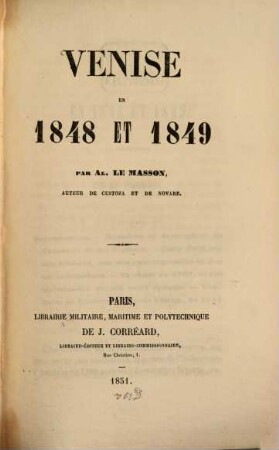 VENISE
EN
1848 ET 1849
PAR AL. LE MASSON,
AUTEUR DE CUSTOZA ET DE NOVARE.
PARIS,
LIBRAIRIE MILITAIRE, MARITIME ET POLYTECHNIQUE
DE J. CORRÉARD,
LIBRAIRE-ÉDITEUR ET LIBRAIRE-COMMISSIONNAIRE,
Rue Christine, 1.
1851.